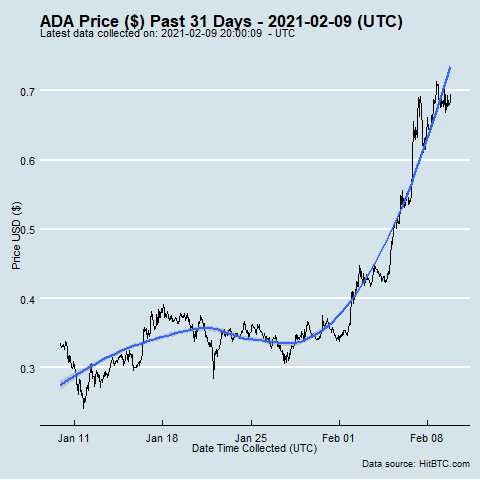 ADA Price ($) Past 31 Days - 2021-02-09 (UTC)
Latest data collected on: 2021-02-09 20:00:09  - UTC
Price USD ($)
0.7
0.6
0.5
0.4
0.3
Jan 11 Jan 18 Jan 25 Feb 01 Feb 08
Date Time Collected (UTC)
Data source: HitBTC.com